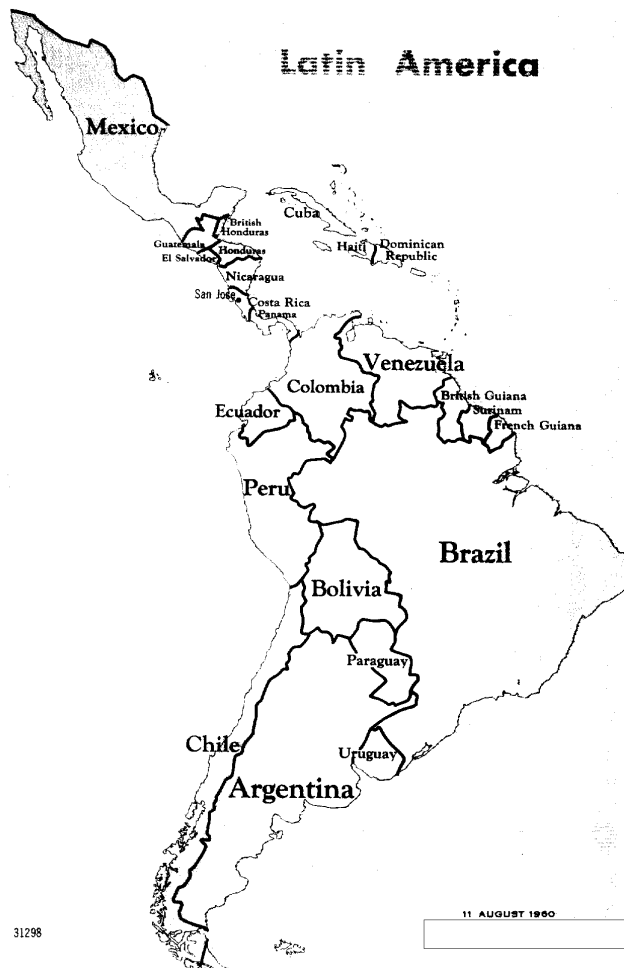 Latin America
Mexico
Cuba
British
Honduras
Guatemala
Honduras
El Salvador
Haiti
Dominican
Republic
Nicaragua
San Jose
Costa Rica
Panama
Venezuela
Colombia
British Guiana
Surinam
French Guiana
Ecuador
Peru
Brazil
Bolivia
Paraguay
Chile
Uruguay
Argentina
11 AUGUST 1960
31298